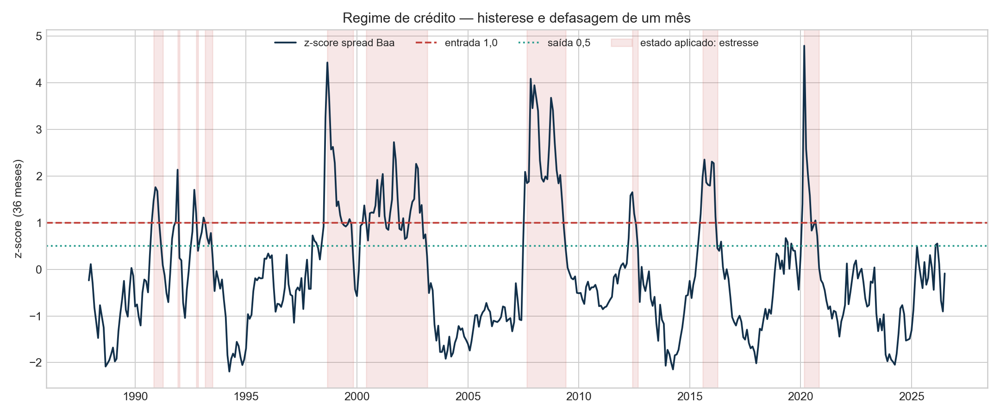 Regime de crédito — histerese e defasagem de um mês
z-score spread Baa   entrada 1,0   saída 0,5   estado aplicado: estresse
z-score (36 meses)
5
4
3
2
1
0
−1
−2
1990   1995   2000   2005   2010   2015   2020   2025